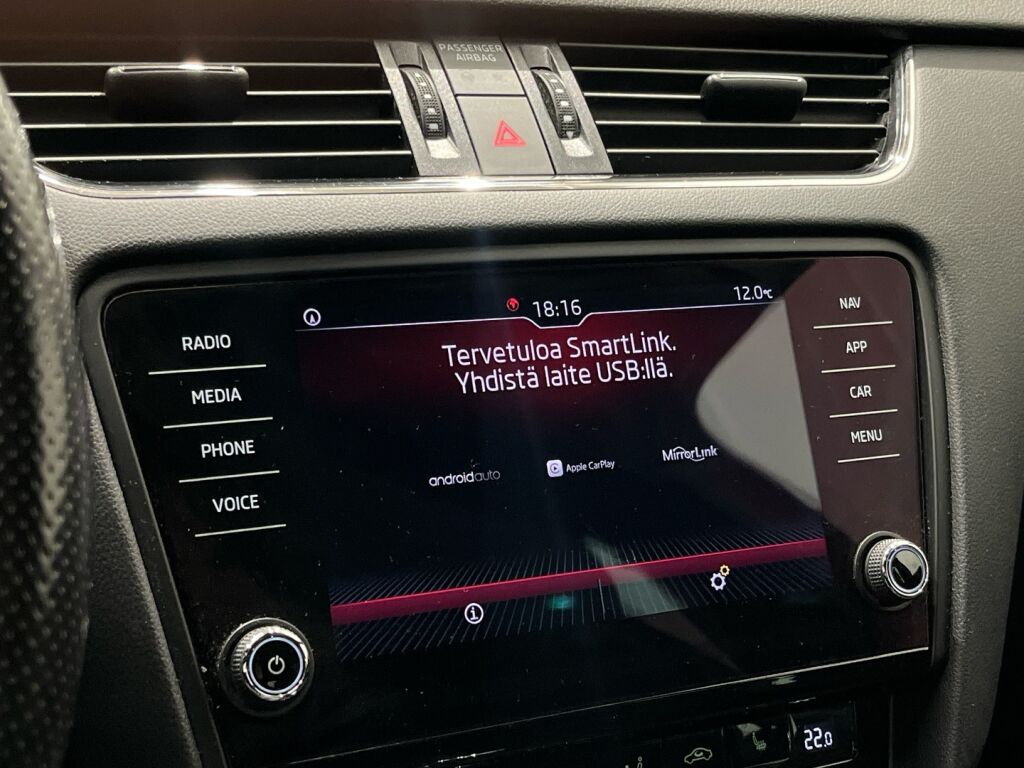 PASSENGER
AIRBAG
18:16
12.0°C
Tervetuloa SmartLink.
Yhdistä laite USB:llä.
androidauto
Apple CarPlay
MirrorLink
RADIO
MEDIA
PHONE
VOICE
NAV
APP
CAR
MENU
22.0